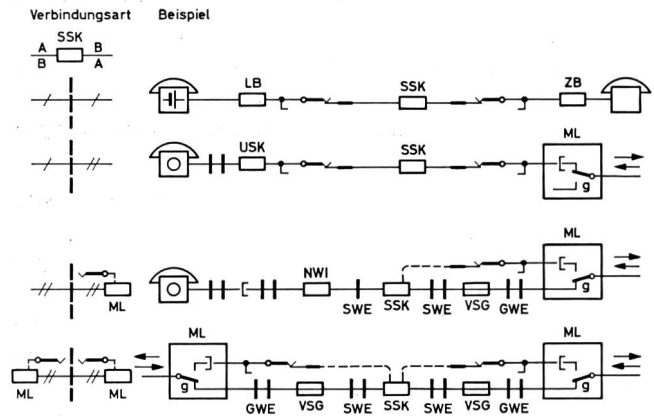 Verbindungsart Beispiel
SSK
A B
B A
LB SSK ZB
USK SSK ML
g
ML
NWI
g
ML SWE SSK SWE VSG GWE
ML ML
g g
ML ML GWE VSG SWE SSK SWE VSG GWE